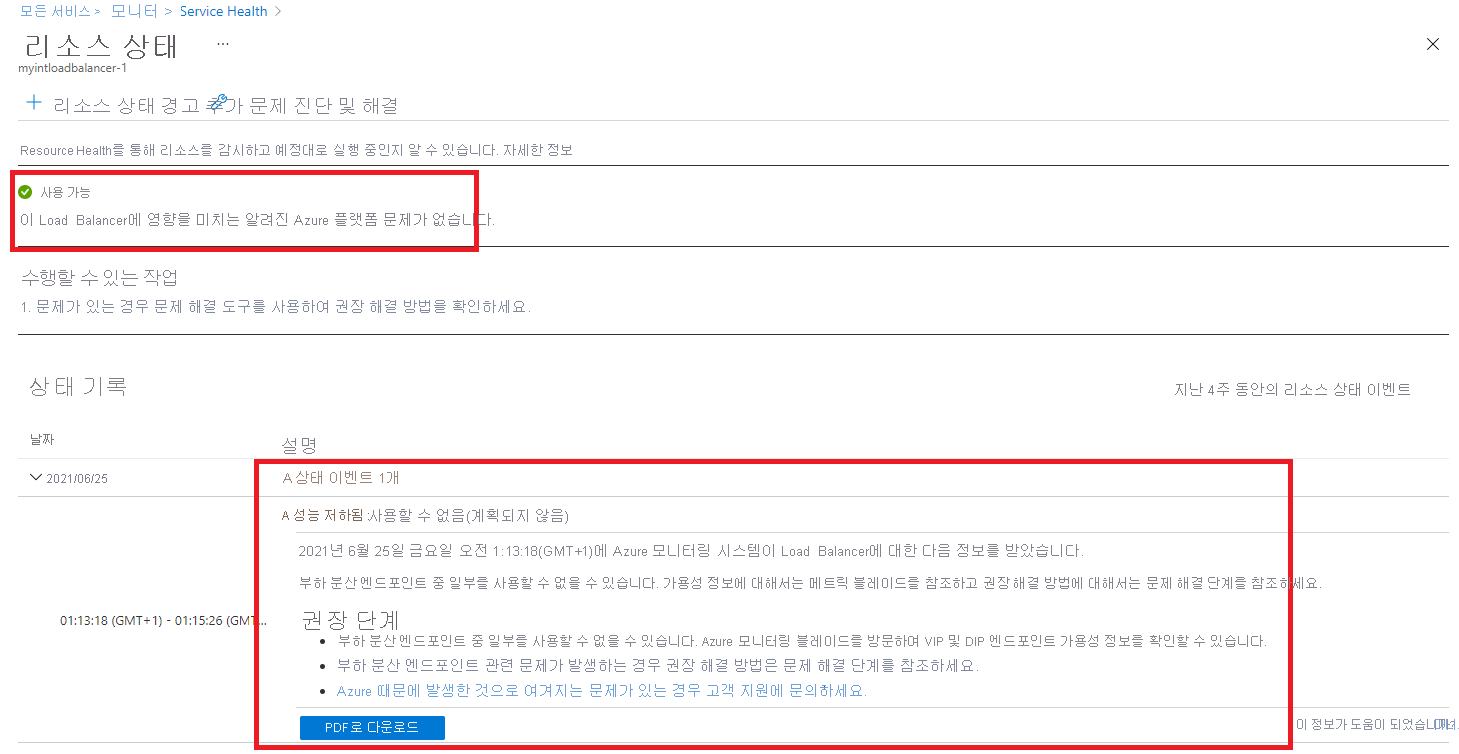 모든 서비스 > 모니터 > Service Health >
리소스 상태 ...
myintloadbalancer-1
+ 리소스 상태 경고 추가 문제 진단 및 해결
Resource Health를 통해 리소스를 감시하고 예정대로 실행 중인지 알 수 있습니다. 자세한 정보
사용 가능
이 Load Balancer에 영향을 미치는 알려진 Azure 플랫폼 문제가 없습니다.
수행할 수 있는 작업
1. 문제가 있는 경우 문제 해결 도구를 사용하여 권장 해결 방법을 확인하세요.
상태 기록
지난 4주 동안의 리소스 상태 이벤트
날짜
설명
2021/06/25
A 상태 이벤트 1개
A 성능 저하됨:사용할 수 없음(계획되지 않음)
2021년 6월 25일 금요일 오전 1:13:18(GMT+1)에 Azure 모니터링 시스템이 Load Balancer에 대한 다음 정보를 받았습니다.
부하 분산 엔드포인트 중 일부를 사용할 수 없을 수 있습니다. 가용성 정보에 대해서는 메트릭 블레이드를 참조하고 권장 해결 방법에 대해서는 문제 해결 단계를 참조하세요.
01:13:18 (GMT+1) - 01:15:26 (GMT...
권장 단계
• 부하 분산 엔드포인트 중 일부를 사용할 수 없을 수 있습니다. Azure 모니터링 블레이드를 방문하여 VIP 및 DIP 엔드포인트 가용성 정보를 확인할 수 있습니다.
• 부하 분산 엔드포인트 관련 문제가 발생하는 경우 권장 해결 방법은 문제 해결 단계를 참조하세요.
• Azure 때문에 발생한 것으로 여겨지는 문제가 있는 경우 고객 지원에 문의하세요.
PDF로 다운로드
이 정보가 도움이 되었습니